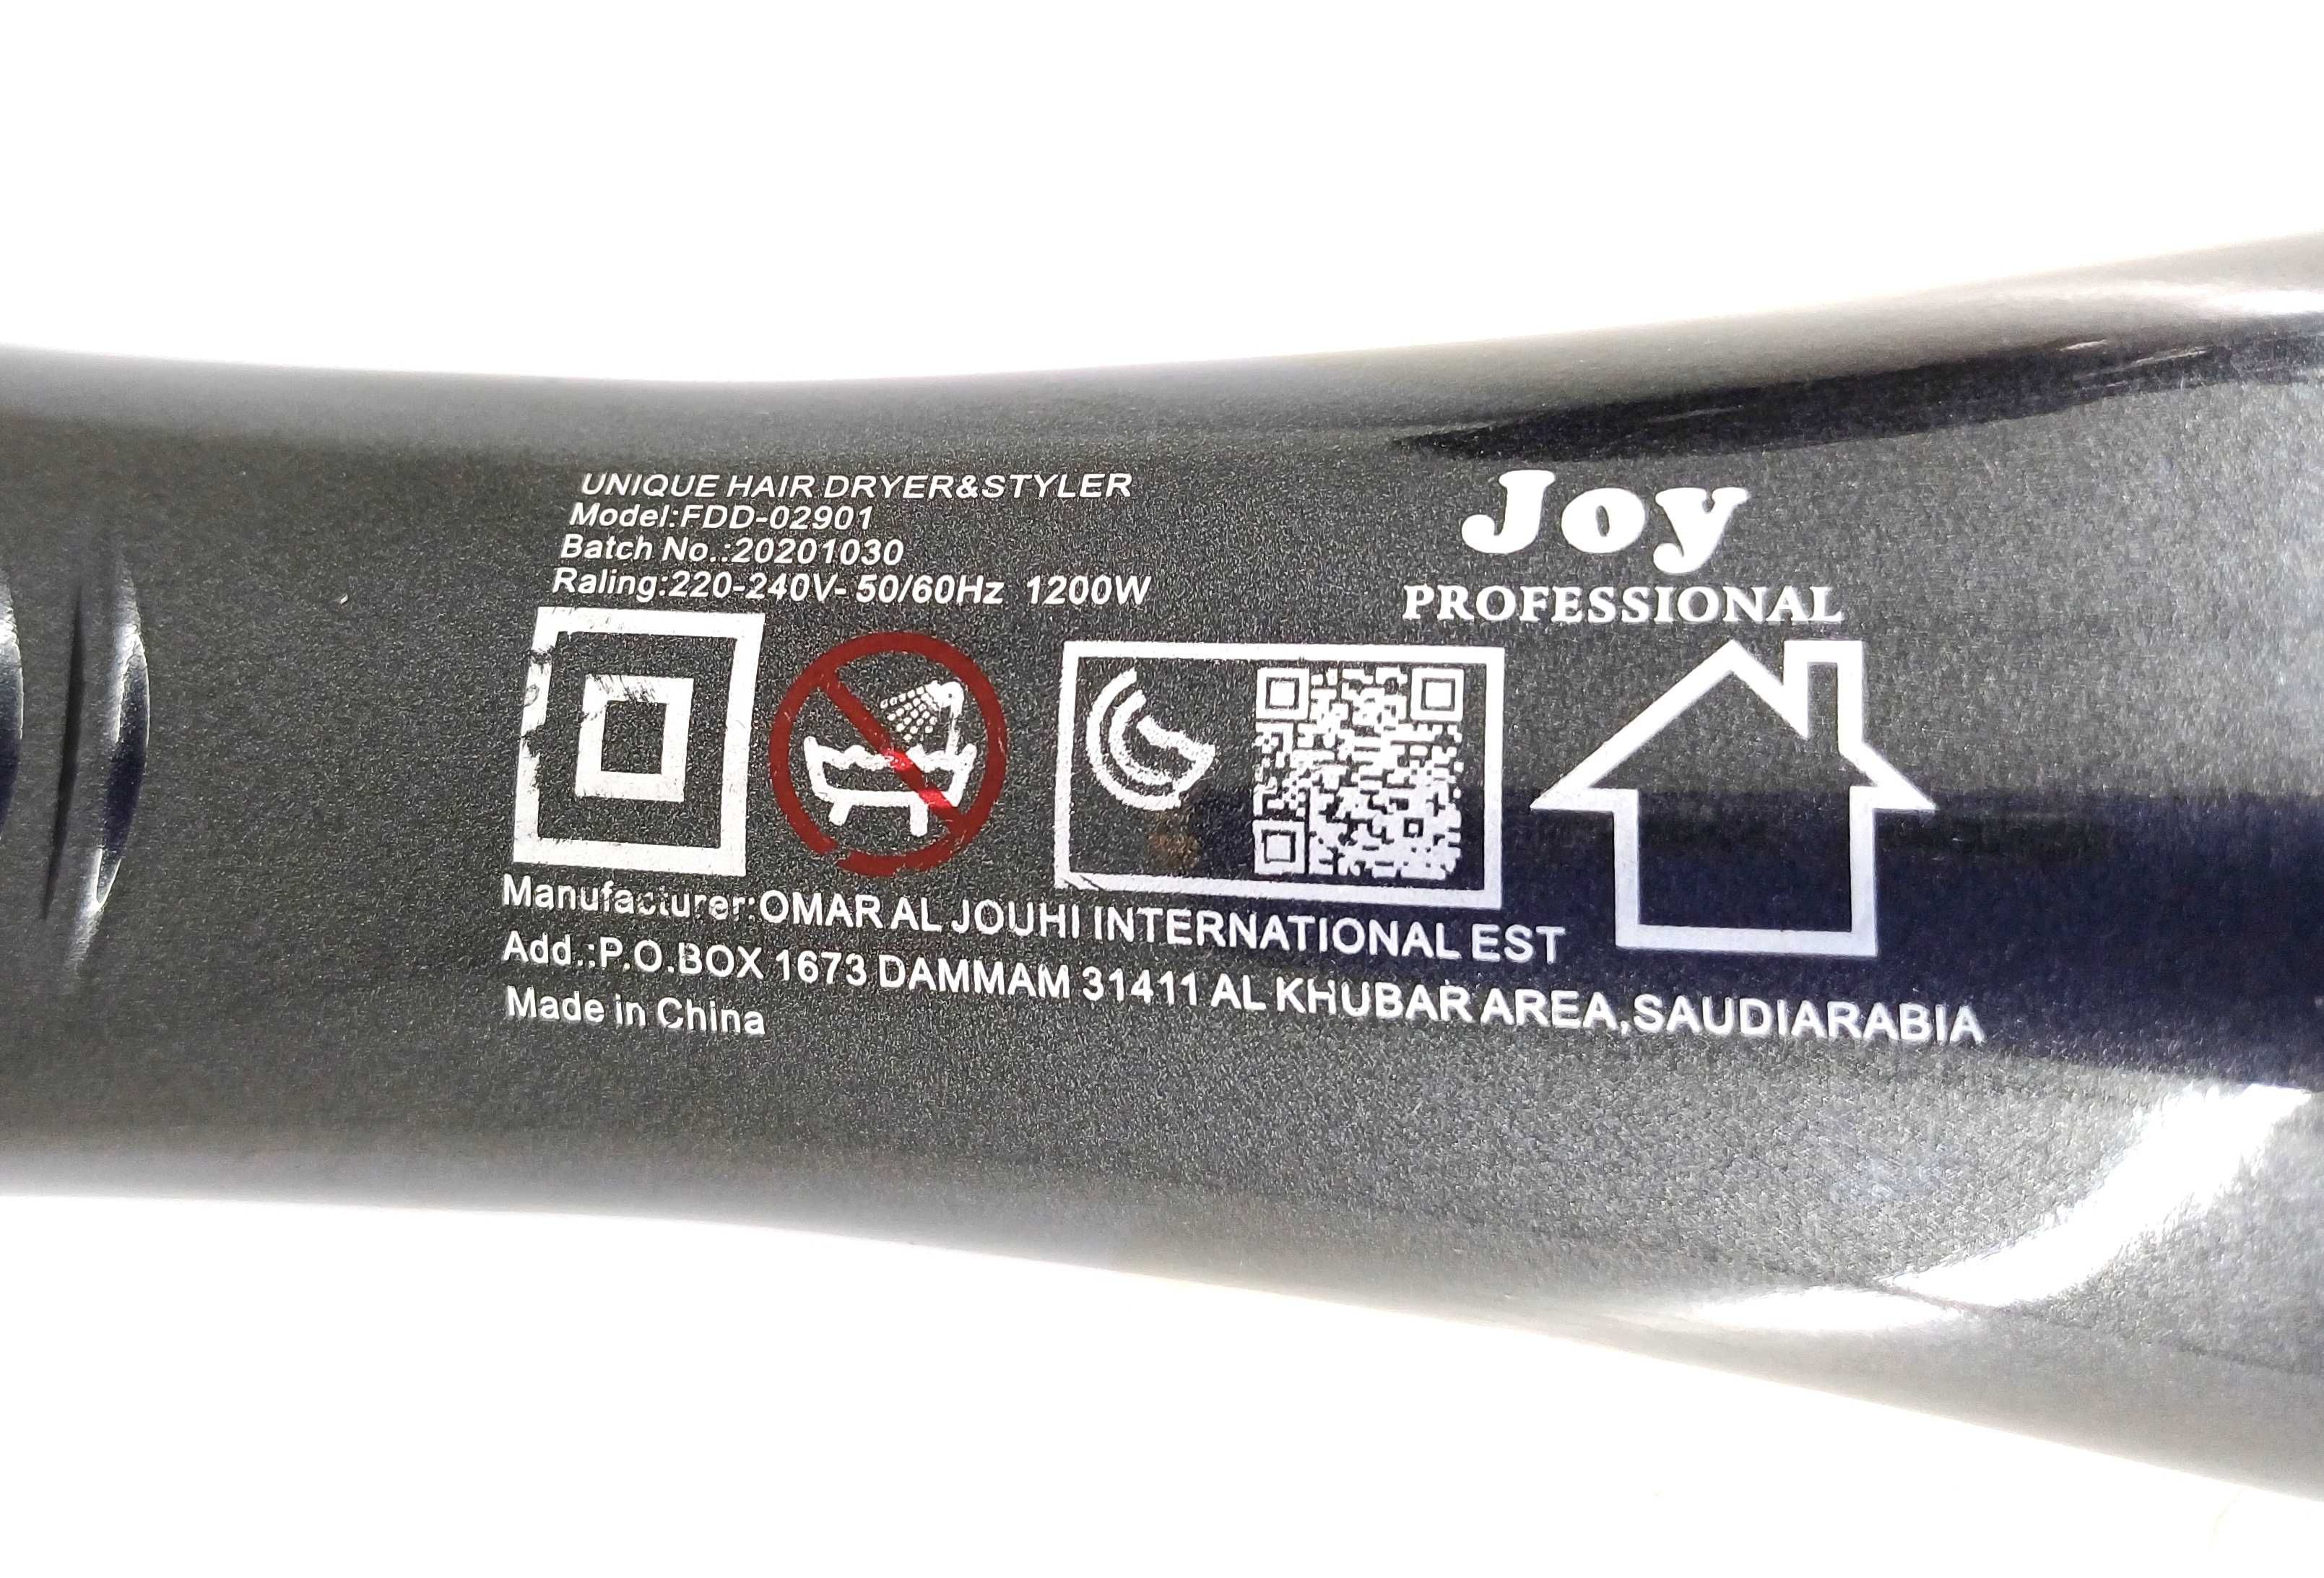 UNIQUE HAIR DRYER&STYLER
Model:FDD-02901
Batch No.:20201030
Raling:220-240V- 50/60Hz 1200W
Joy
PROFESSIONAL
Manufacturer:OMAR AL JOUHI INTERNATIONAL EST
Add.:P.O.BOX 1673 DAMMAM 31411 AL KHUBAR AREA,SAUDIARABIA
Made in China